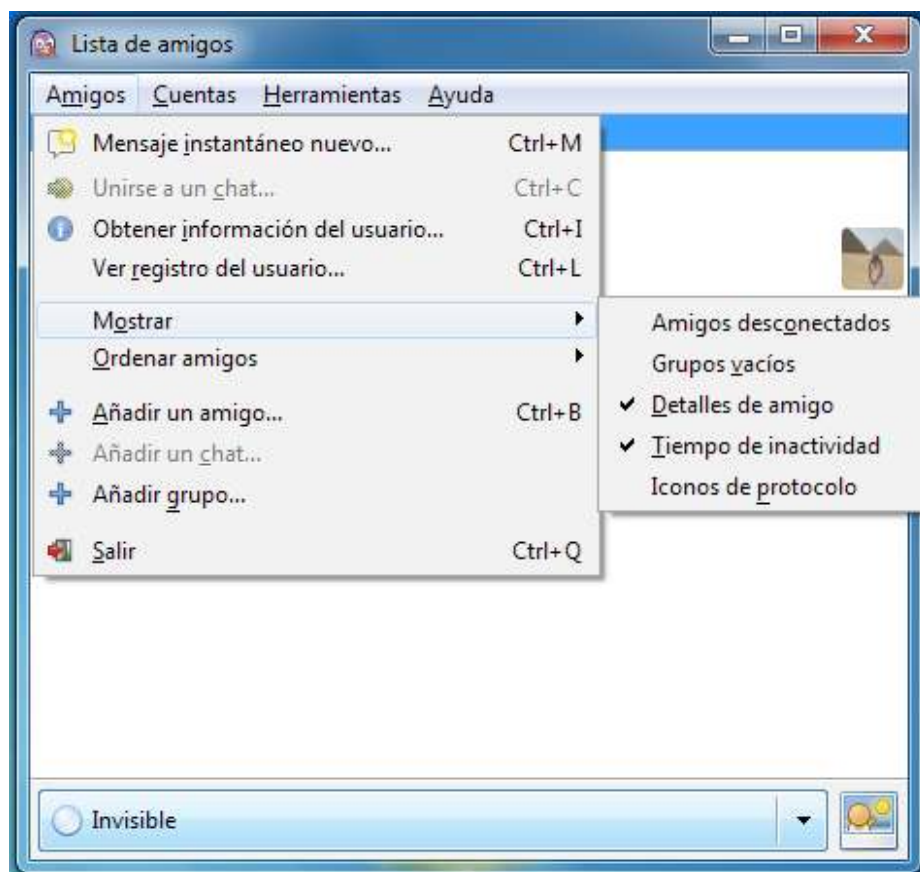 Lista de amigos
Amigos Cuentas Herramientas Ayuda
Mensaje instantáneo nuevo... Ctrl+M
Unirse a un chat... Ctrl+C
Obtener información del usuario... Ctrl+I
Ver registro del usuario... Ctrl+L
Mostrar
Ordenar amigos
Añadir un amigo... Ctrl+B
Añadir un chat...
Añadir grupo...
Salir Ctrl+Q
Amigos desconectados
Grupos vacíos
Detalles de amigo
Tiempo de inactividad
Iconos de protocolo
Invisible